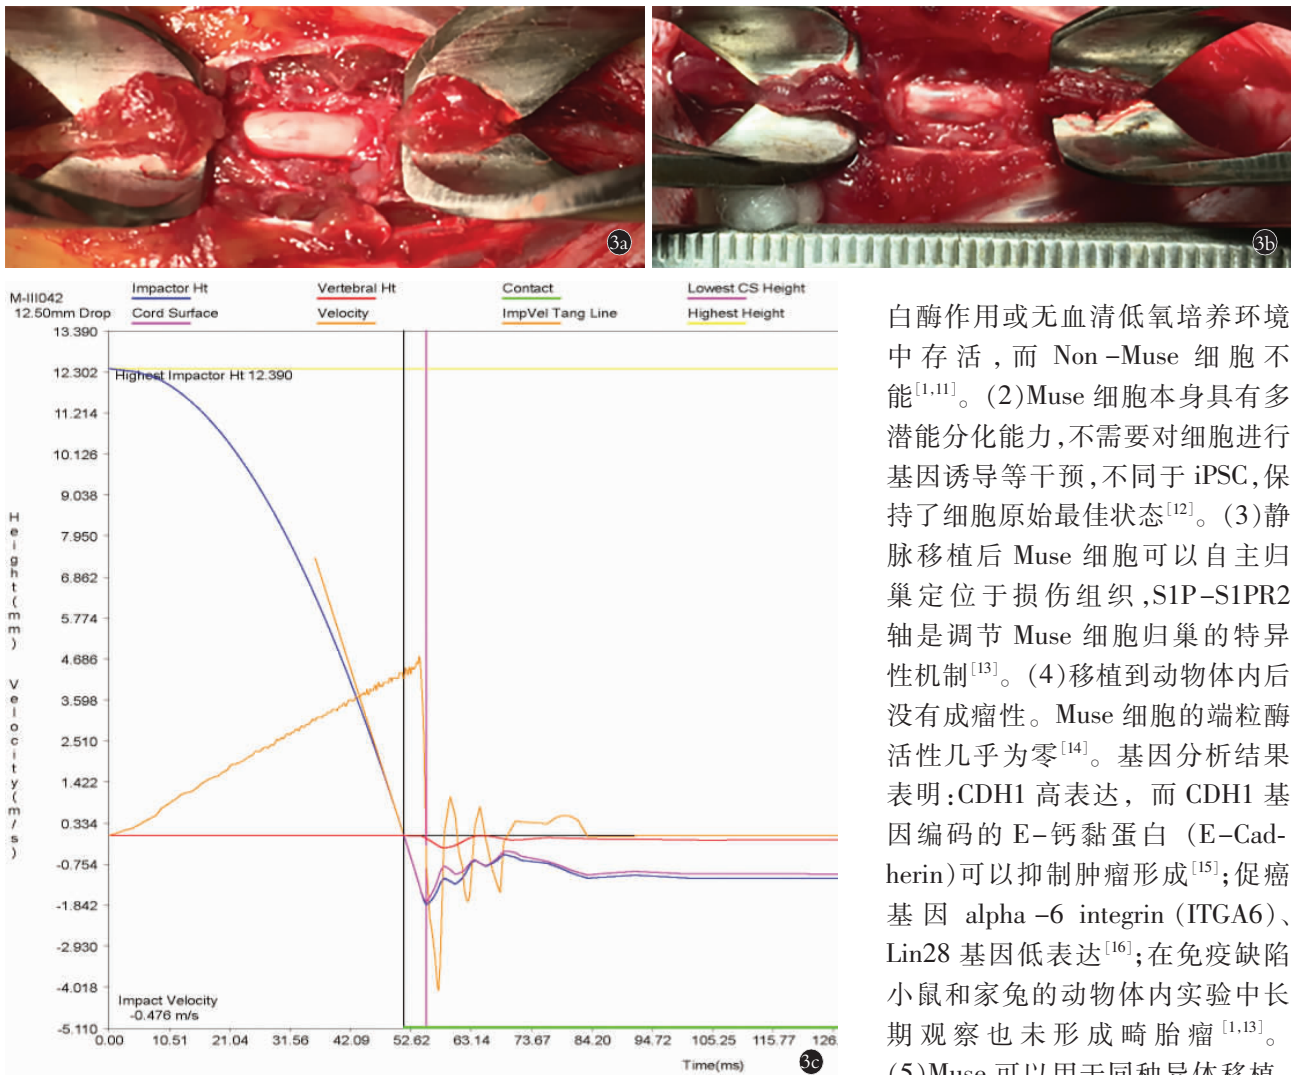 3a
3b
M-III042
12.50mm Drop
Impactor Ht
Vertebral Ht
Contact
Lowest CS Height
Cord Surface
Velocity
ImpVel Tang Line
Highest Height
13.390
12.302
11.214
10.126
9.038
7.950
6.862
5.774
4.686
3.598
2.510
1.422
0.334
-0.754
-1.842
-2.930
-4.018
-5.110
Height(mm) Velocity(m/s)
Highest Impactor Ht 12.390
Impact Velocity
-0.476 m/s
0.00 10.51 21.04 31.56 42.09 52.62 63.14 73.67 84.20 94.72 105.25 115.77 126.
Time(ms)
3c
白酶作用或无血清低氧培养环境
中存活,而 Non-Muse 细胞不
能[1,11]。(2)Muse 细胞本身具有多
潜能分化能力,不需要对细胞进行
基因诱导等干预,不同于 iPSC,保
持了细胞原始最佳状态[12]。(3)静
脉移植后 Muse 细胞可以自主归
巢定位于损伤组织,S1P-S1PR2
轴是调节 Muse 细胞归巢的特异
性机制[13]。(4)移植到动物体内后
没有成瘤性。Muse 细胞的端粒酶
活性几乎为零[14]。基因分析结果
表明:CDH1 高表达,而 CDH1 基
因编码的 E-钙黏蛋白 (E-Cad-
herin)可以抑制肿瘤形成[15];促癌
基因 alpha-6 integrin (ITGA6)、
Lin28 基因低表达[16];在免疫缺陷
小鼠和家兔的动物体内实验中长
期观察也未形成畸胎瘤[1,13]。
(5)Muse 可以用于同种异体移植,